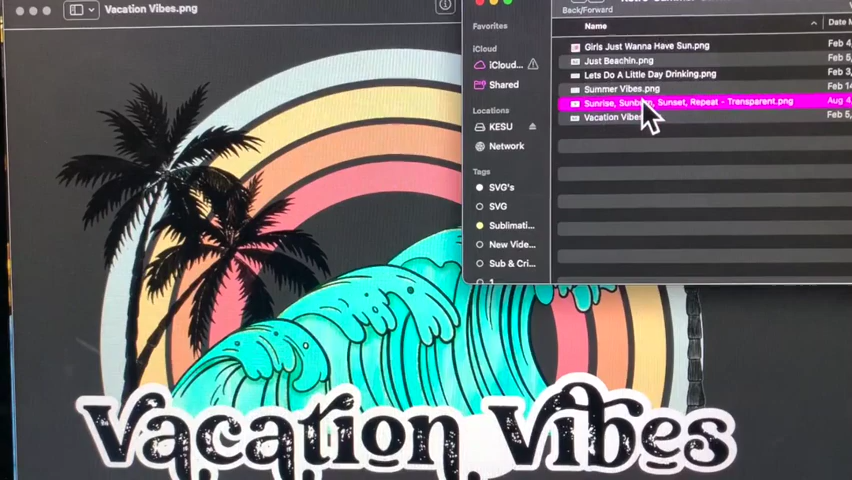 Vacation Vibes.png
Back/Forward
Favorites
iCloud
iCloud...
Shared
Locations
KESU
Network
Tags
SVG's
SVG
Sublimati...
New Vide...
Sub & Cri...
1
Name
Girls Just Wanna Have Sun.png
Feb 4,
Just Beachin.png
Feb 5,
Lets Do A Little Day Drinking.png
Feb 4,
Summer Vibes.png
Feb 14
Sunrise, Sunburn, Sunset, Repeat - Transparent.png
Aug 4,
Vacation Vibes
Feb 5,
Vacation Vibes